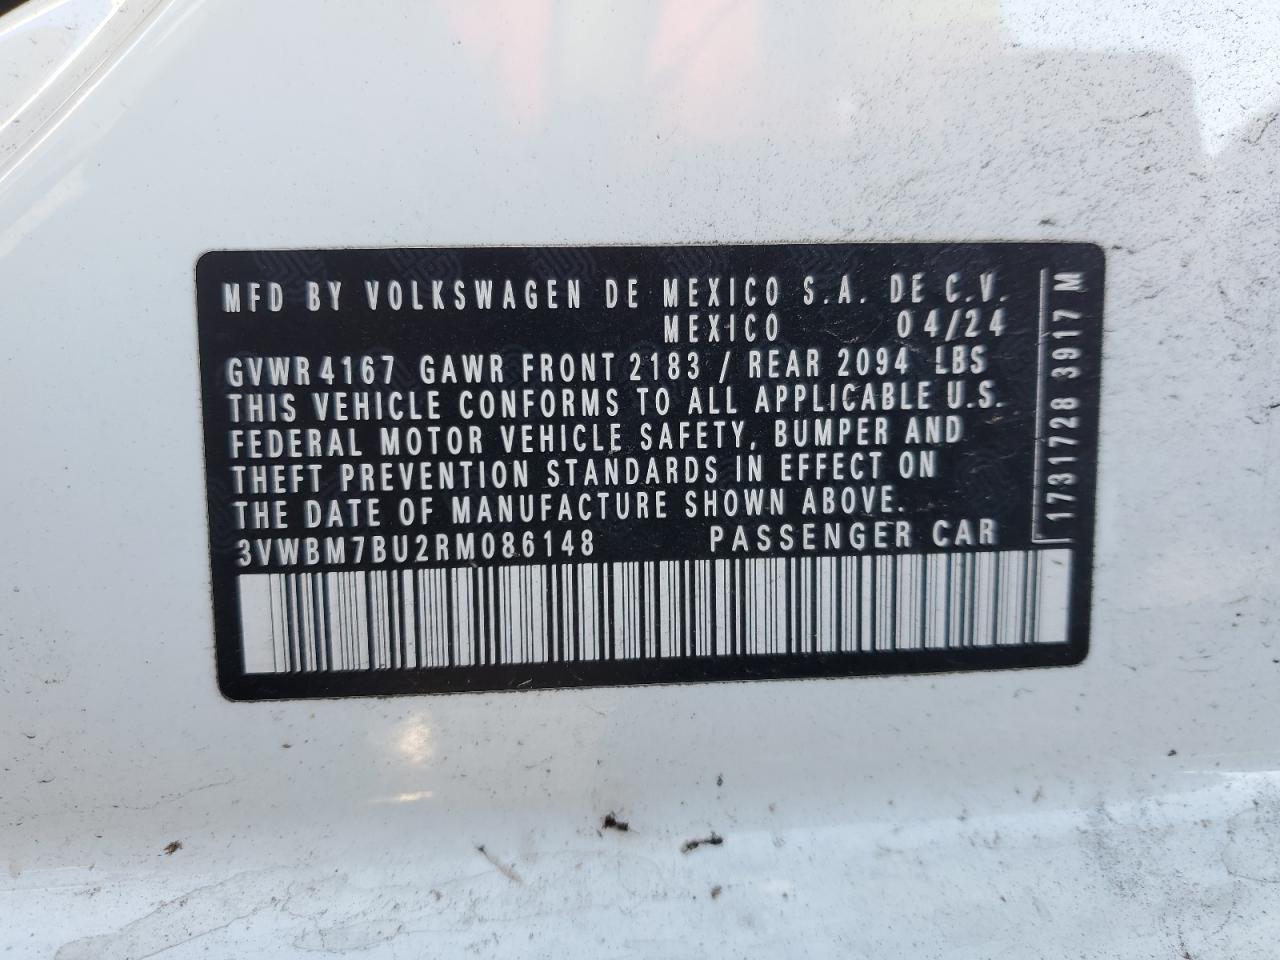 MFD BY VOLKSWAGEN DE MEXICO S.A. DE C.V.
MEXICO 04/24
GVWR 4167 GAWR FRONT 2183 / REAR 2094 LBS
THIS VEHICLE CONFORMS TO ALL APPLICABLE U.S.
FEDERAL MOTOR VEHICLE SAFETY, BUMPER AND
THEFT PREVENTION STANDARDS IN EFFECT ON
THE DATE OF MANUFACTURE SHOWN ABOVE.
3VWBM7BU2RM086148 PASSENGER CAR
1731728 3917 M